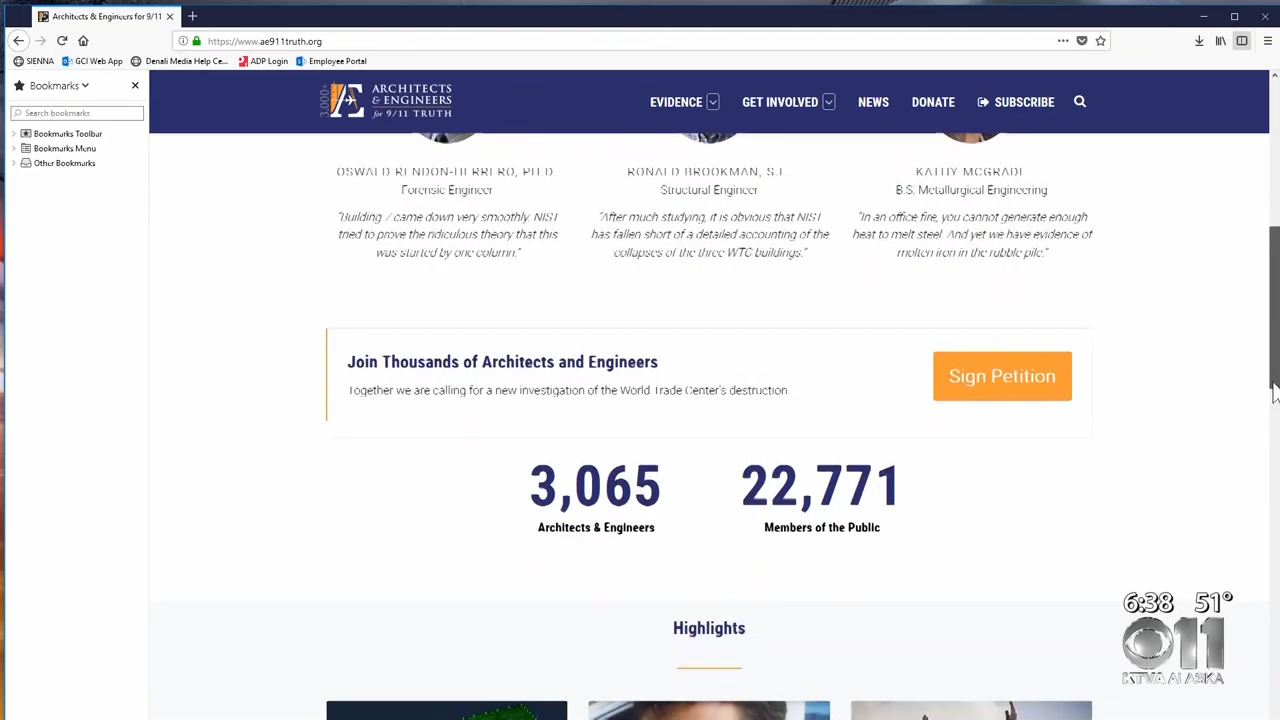 Architects & Engineers for 9/11
https://www.ae911truth.org
SIENNA GCI Web App Denali Media Help Ce... ADP Login Employee Portal
Bookmarks
Search bookmarks
Bookmarks Toolbar
Bookmarks Menu
Other Bookmarks
3,000+
ARCHITECTS
& ENGINEERS
for 9/11 TRUTH
EVIDENCE GET INVOLVED NEWS DONATE SUBSCRIBE
OSWALD RENDON-HERRERO, PH.D.
Forensic Engineer
"Building 7 came down very smoothly. NIST
tried to prove the ridiculous theory that this
was started by one column."
RONALD BROOKMAN, S.E.
Structural Engineer
"After much studying, it is obvious that NIST
has fallen short of a detailed accounting of the
collapses of the three WTC buildings."
KATHY MCGRADE
B.S. Metallurgical Engineering
"In an office fire, you cannot generate enough
heat to melt steel. And yet we have evidence of
molten iron in the rubble pile."
Join Thousands of Architects and Engineers
Together we are calling for a new investigation of the World Trade Center's destruction.
Sign Petition
3,065
Architects & Engineers
22,771
Members of the Public
Highlights
6:38 51°
11
KTVA ALASKA